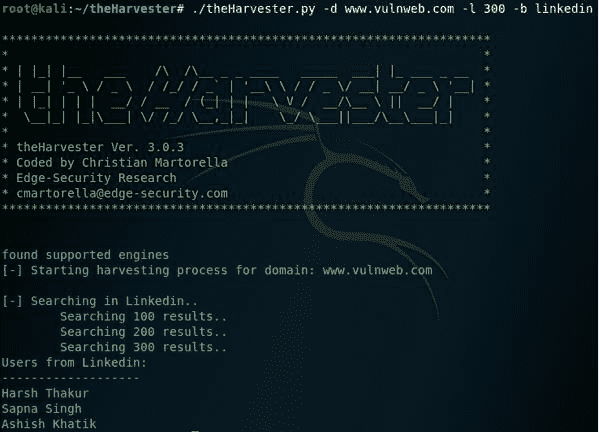 root@kali:~/theHarvester# ./theHarvester.py -d www.vulnweb.com -l 300 -b linkedin
*******************************************************************
* *
* theHarvester *
* *
* theHarvester Ver. 3.0.3 *
* Coded by Christian Martorella *
* Edge-Security Research *
* cmartorella@edge-security.com *
*******************************************************************
found supported engines
[-] Starting harvesting process for domain: www.vulnweb.com
[-] Searching in Linkedin..
Searching 100 results..
Searching 200 results..
Searching 300 results..
Users from Linkedin:
-------------------
Harsh Thakur
Sapna Singh
Ashish Khatik